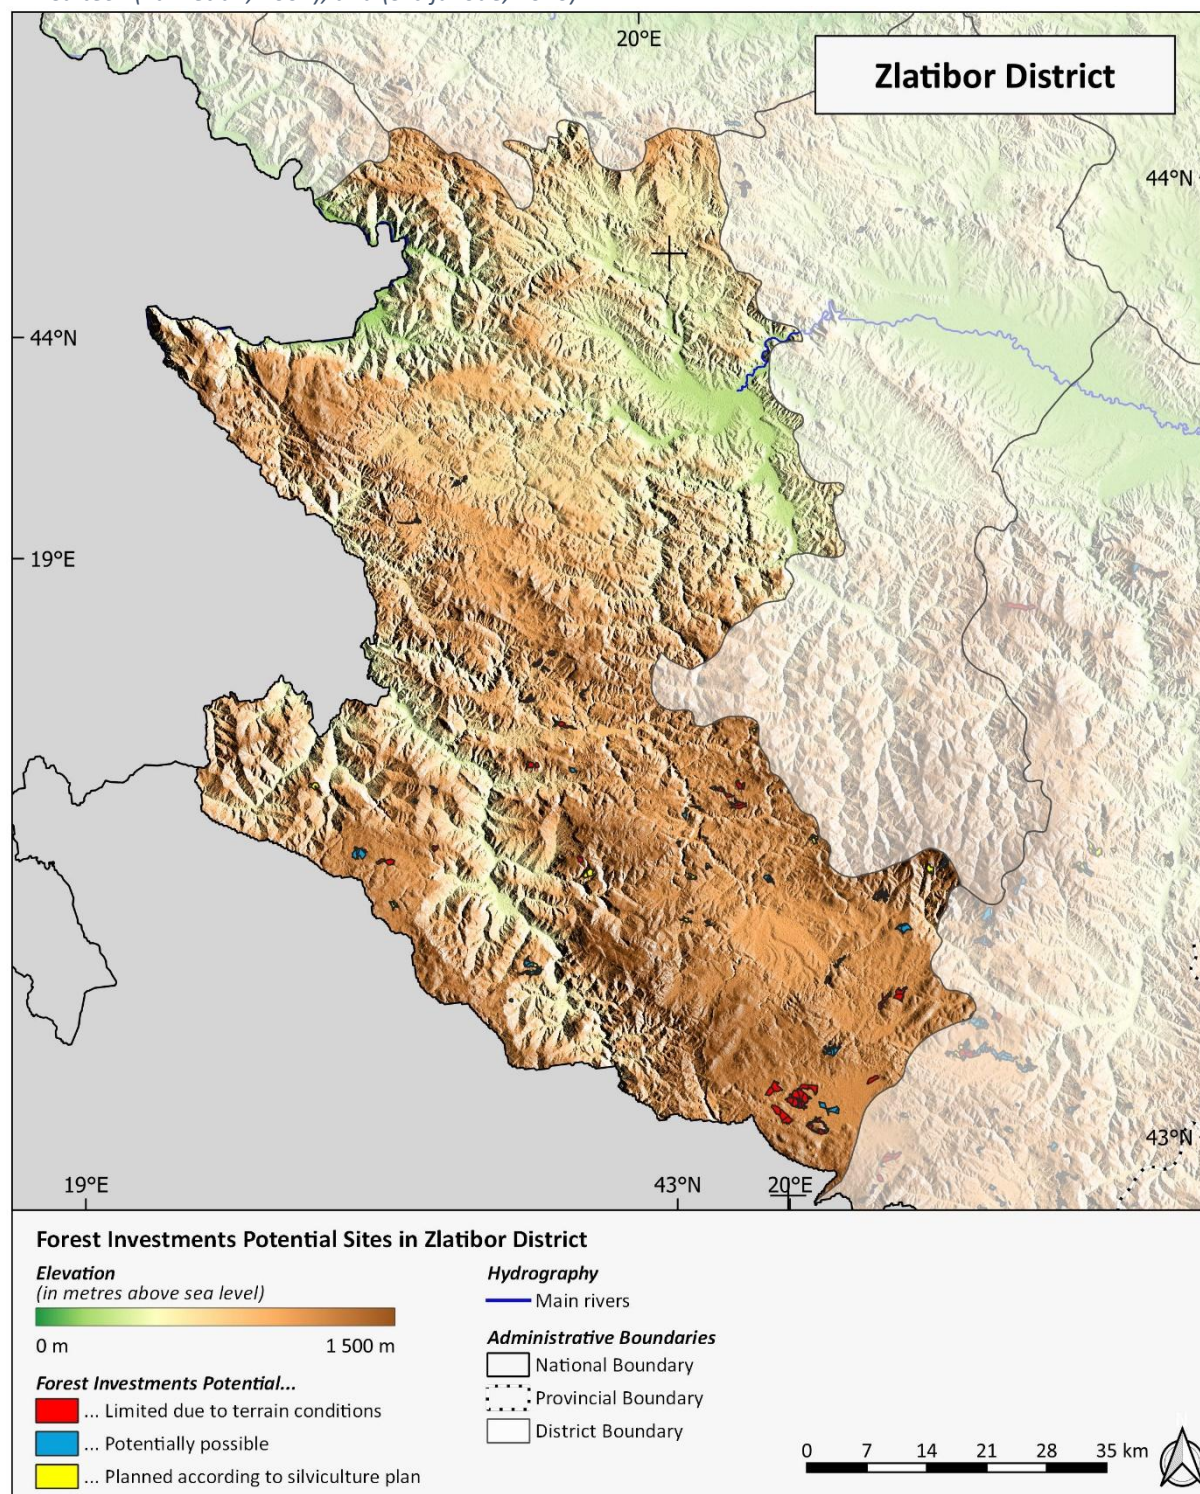 20°E
Zlatibor District
44°N
44°N
19°E
43°N
19°E
43°N
20°E
Forest Investments Potential Sites in Zlatibor District
Elevation
(in metres above sea level)
0 m
1 500 m
Forest Investments Potential...
... Limited due to terrain conditions
... Potentially possible
... Planned according to silviculture plan
Hydrography
Main rivers
Administrative Boundaries
National Boundary
Provincial Boundary
District Boundary
0 7 14 21 28 35 km